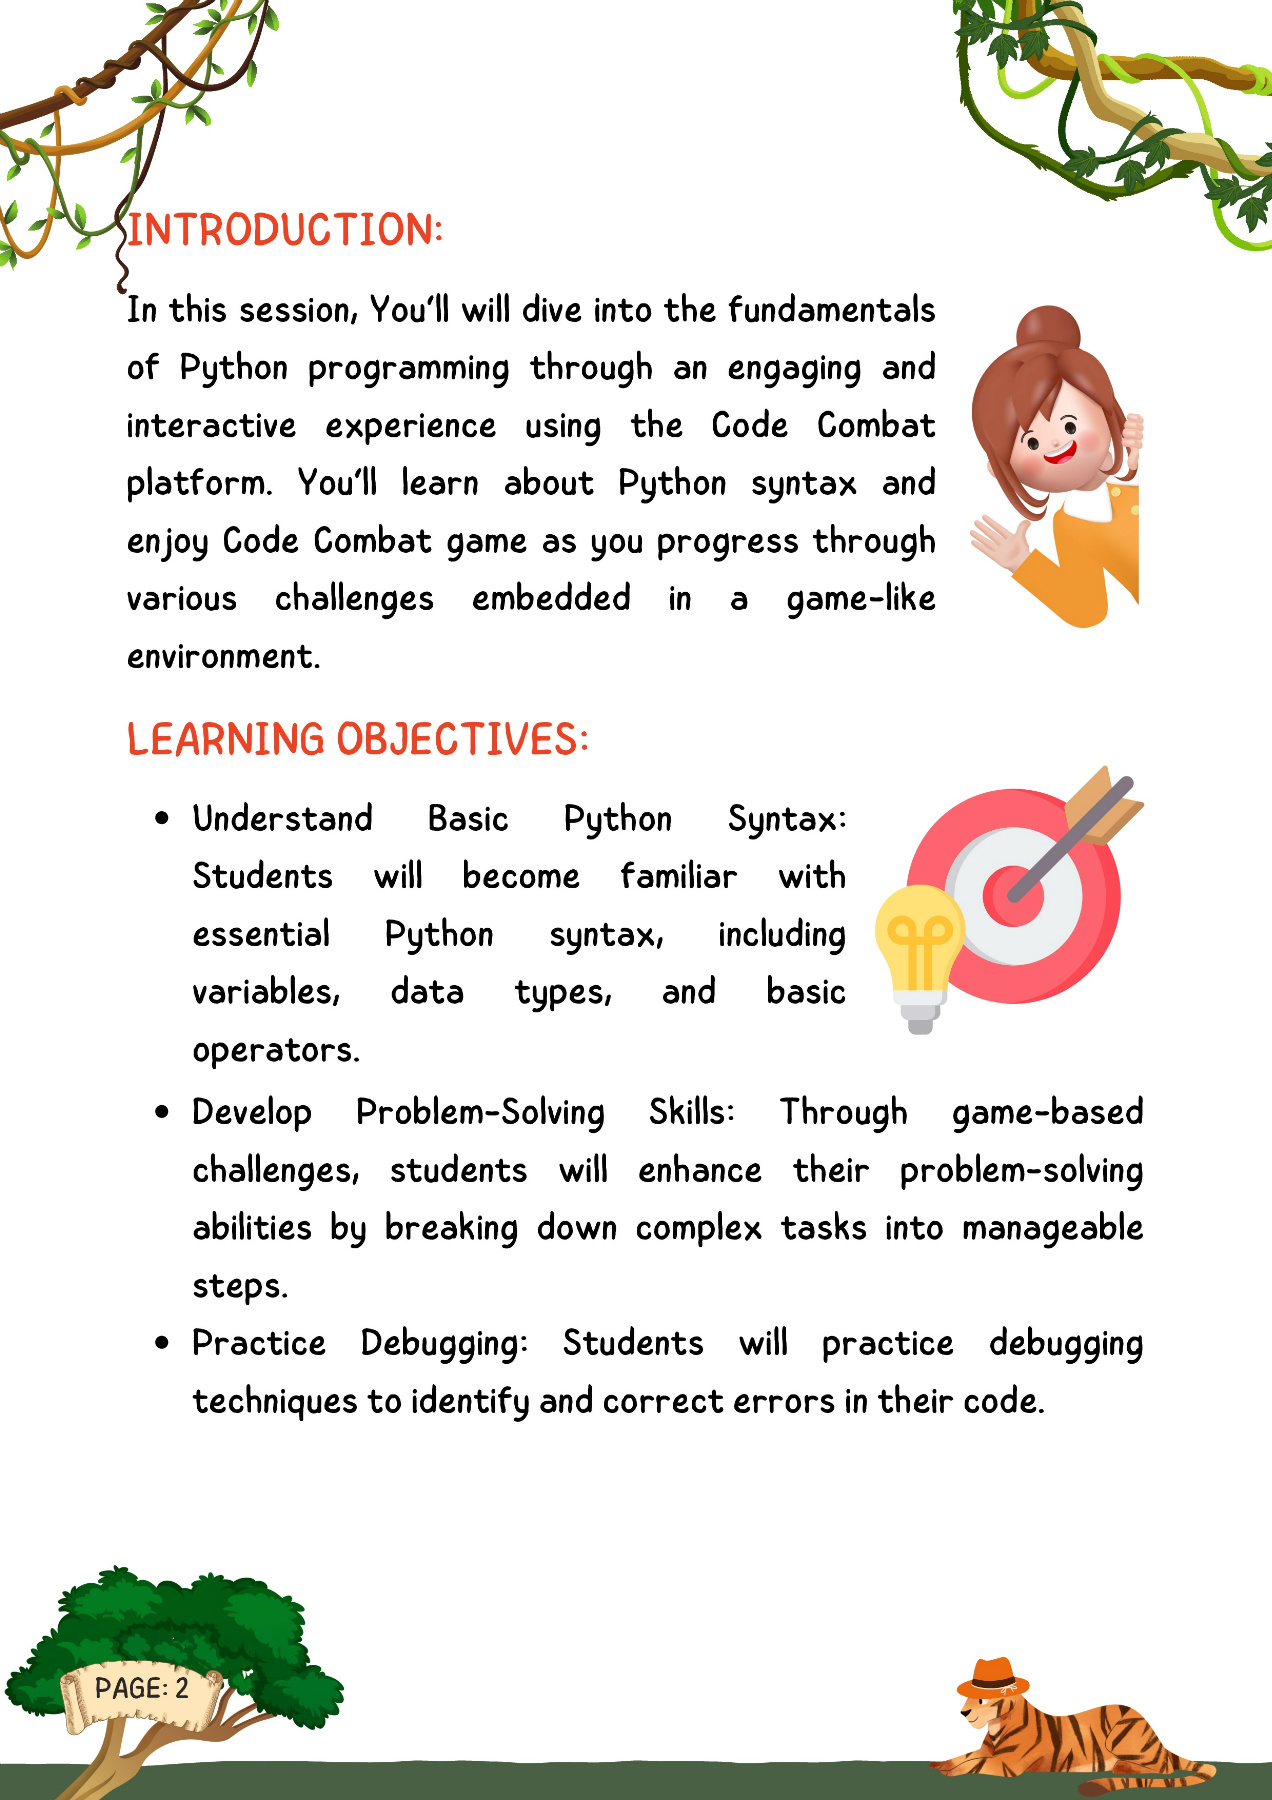 INTRODUCTION:
In this session, You'll will dive into the fundamentals
of Python programming through an engaging and
interactive experience using the Code Combat
platform. You'll learn about Python syntax and
enjoy Code Combat game as you progress through
various challenges embedded in a game-like
environment.
LEARNING OBJECTIVES:
• Understand Basic Python Syntax:
Students will become familiar with
essential Python syntax, including
variables, data types, and basic
operators.
• Develop Problem-Solving Skills: Through game-based
challenges, students will enhance their problem-solving
abilities by breaking down complex tasks into manageable
steps.
• Practice Debugging: Students will practice debugging
techniques to identify and correct errors in their code.
PAGE: 2